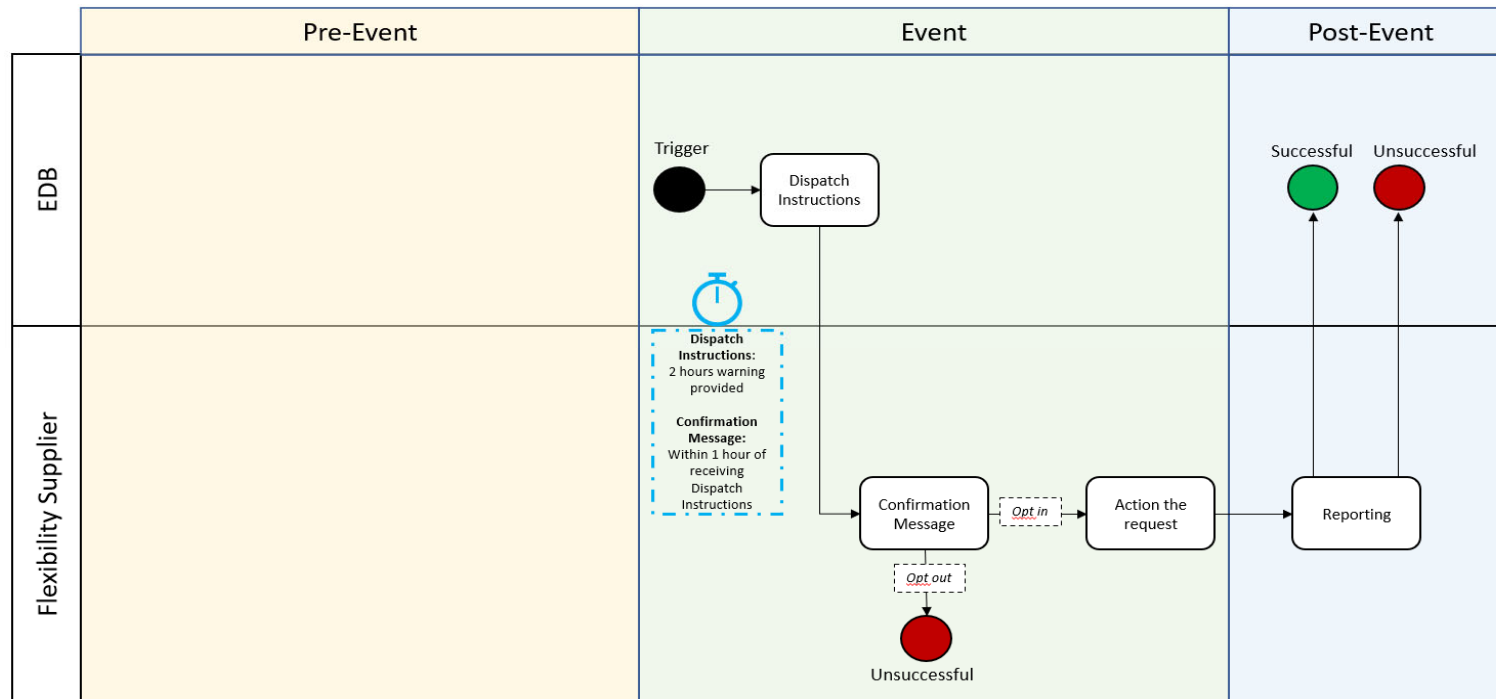 Pre-Event
Event
Post-Event
EDB
Trigger
Dispatch
Instructions
Successful
Unsuccessful
Flexibility Supplier
Dispatch
Instructions:
2 hours warning
provided
Confirmation
Message:
Within 1 hour of
receiving
Dispatch
Instructions
Confirmation
Message
Opt in
Action the
request
Reporting
Opt out
Unsuccessful